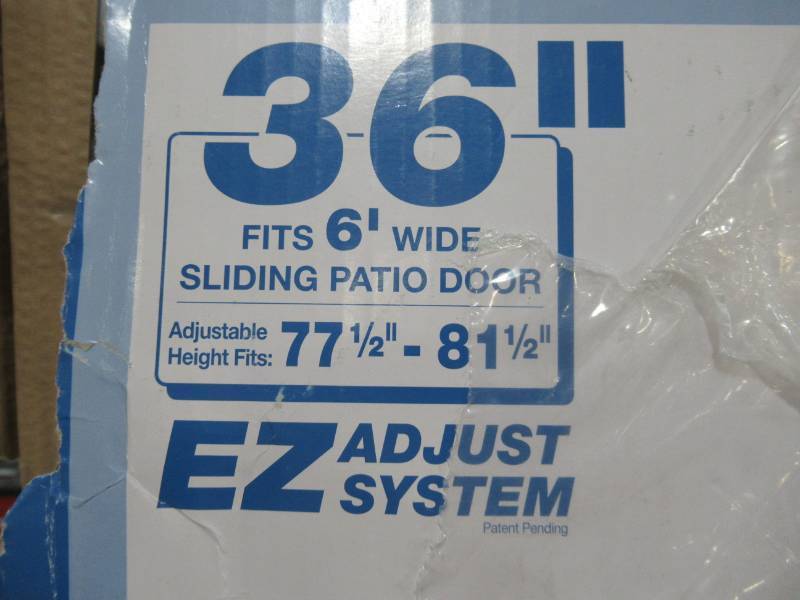 36"
FITS 6' WIDE
SLIDING PATIO DOOR
Adjustable
Height Fits: 77 1/2" - 81 1/2"
EZ ADJUST
SYSTEM
Patent Pending